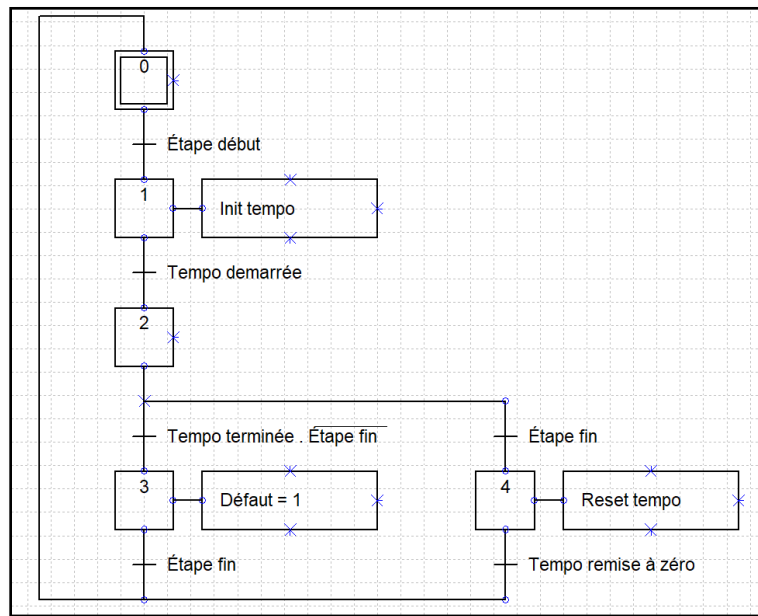 0
Étape début
1
Init tempo
Tempo demarrée
2
Tempo terminée . Étape fin
Étape fin
3
Défaut = 1
4
Reset tempo
Étape fin
Tempo remise à zéro